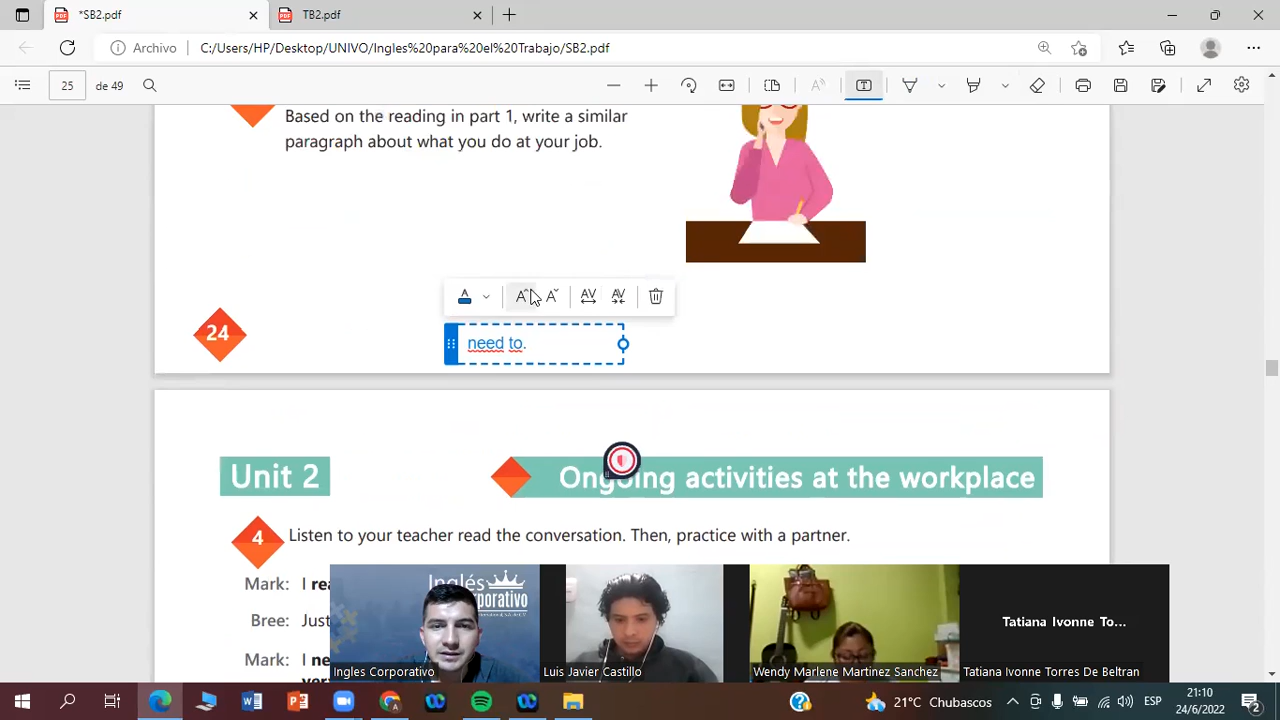 *SB2.pdf
TB2.pdf
Archivo
C:/Users/HP/Desktop/UNIVO/Ingles%20para%20el%20Trabajo/SB2.pdf
25
de 49
Based on the reading in part 1, write a similar
paragraph about what you do at your job.
24
need to.
Unit 2
Ongoing activities at the workplace
4
Listen to your teacher read the conversation. Then, practice with a partner.
Mark: I
Bree: Just
Mark: I
Inglés
Ingles Corporativo
Luis Javier Castillo
Wendy Marlene Martinez Sanchez
Tatiana Ivonne To...
Tatiana Ivonne Torres De Beltran
21°C Chubascos
ESP
21:10
24/6/2022
2